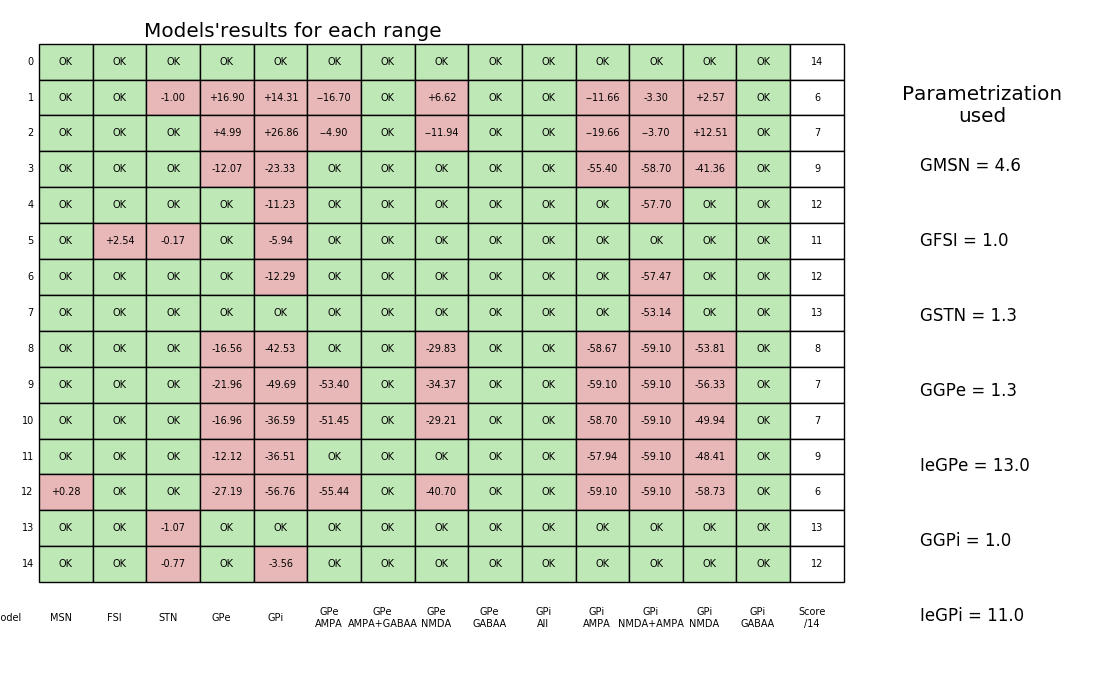 Models'results for each range
0 OK OK OK OK OK OK OK OK OK OK OK OK OK OK 14
1 OK OK -1.00 +16.90 +14.31 --16.70 OK +6.62 OK OK --11.66 -3.30 +2.57 OK 6
2 OK OK OK +4.99 +26.86 --4.90 OK --11.94 OK OK --19.66 --3.70 +12.51 OK 7
3 OK OK OK -12.07 -23.33 OK OK OK OK OK -55.40 -58.70 -41.36 OK 9
4 OK OK OK OK -11.23 OK OK OK OK OK OK -57.70 OK OK 12
5 OK +2.54 -0.17 OK -5.94 OK OK OK OK OK OK OK OK OK 11
6 OK OK OK OK -12.29 OK OK OK OK OK OK -57.47 OK OK 12
7 OK OK OK OK OK OK OK OK OK OK OK -53.14 OK OK 13
8 OK OK OK -16.56 -42.53 OK OK -29.83 OK OK -58.67 -59.10 -53.81 OK 8
9 OK OK OK -21.96 -49.69 -53.40 OK -34.37 OK OK -59.10 -59.10 -56.33 OK 7
10 OK OK OK -16.96 -36.59 -51.45 OK -29.21 OK OK -58.70 -59.10 -49.94 OK 7
11 OK OK OK -12.12 -36.51 OK OK OK OK OK -57.94 -59.10 -48.41 OK 9
12 +0.28 OK OK -27.19 -56.76 -55.44 OK -40.70 OK OK -59.10 -59.10 -58.73 OK 6
13 OK OK -1.07 OK OK OK OK OK OK OK OK OK OK OK 13
14 OK OK -0.77 OK -3.56 OK OK OK OK OK OK OK OK OK 12
odel MSN FSI STN GPe GPi
GPe GPe GPe GPe GPi GPi GPi GPi GPi Score
AMPA AMPA+GABAA NMDA GABAA All AMPA NMDA+AMPA NMDA GABAA /14
Parametrization
used
GMSN = 4.6
GFSI = 1.0
GSTN = 1.3
GGPe = 1.3
IeGPe = 13.0
GGPi = 1.0
IeGPi = 11.0